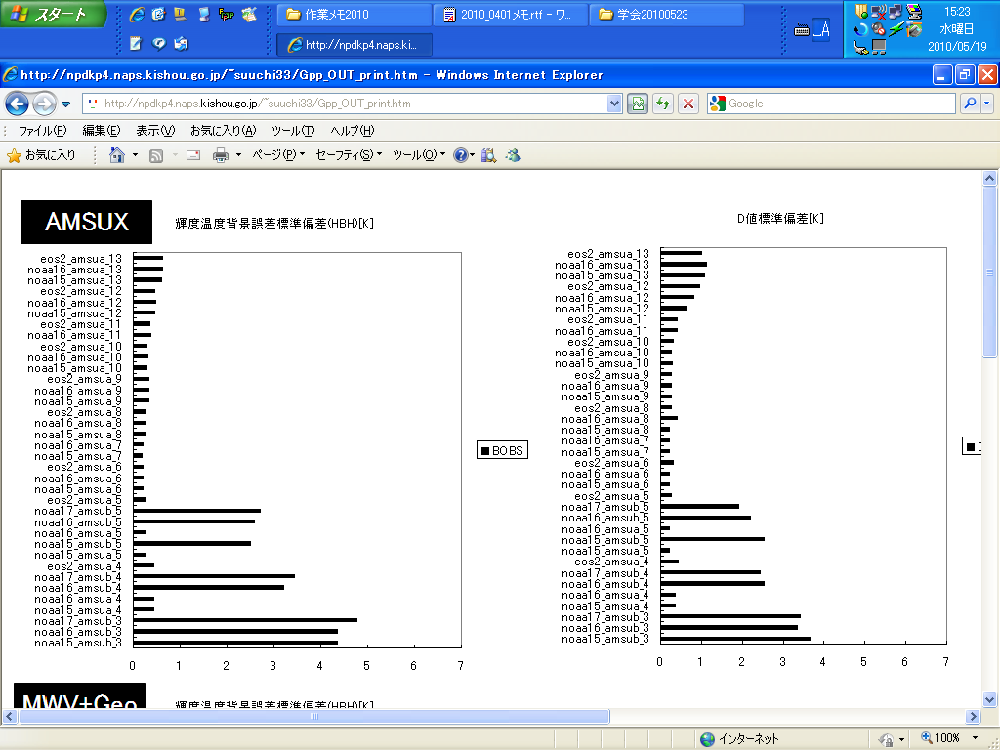 スタート
作業メモ2010
2010_0401メモ.rtf - ワ...
学会20100523
http://npdkp4.naps.ki...
A
15:23
水曜日
2010/05/19
http://npdkp4.naps.kishou.go.jp/~suuchi33/Gpp_OUT_print.htm - Windows Internet Explorer
http://npdkp4.naps.kishou.go.jp/~suuchi33/Gpp_OUT_print.htm
Google
ファイル(F) 編集(E) 表示(V) お気に入り(A) ツール(T) ヘルプ(H)
お気に入り
ページ(P) セーフティ(S) ツール(O)
AMSUX
輝度温度背景誤差標準偏差(HBH)[K]
eos2_amsua_13
noaa16_amsua_13
noaa15_amsua_13
eos2_amsua_12
noaa16_amsua_12
noaa15_amsua_12
eos2_amsua_11
noaa16_amsua_11
eos2_amsua_10
noaa16_amsua_10
noaa15_amsua_10
eos2_amsua_9
noaa16_amsua_9
noaa15_amsua_9
eos2_amsua_8
noaa16_amsua_8
noaa15_amsua_8
noaa16_amsua_7
noaa15_amsua_7
eos2_amsua_6
noaa16_amsua_6
noaa15_amsua_6
eos2_amsua_5
noaa17_amsub_5
noaa16_amsub_5
noaa16_amsua_5
noaa15_amsub_5
noaa15_amsua_5
eos2_amsua_4
noaa17_amsub_4
noaa16_amsub_4
noaa16_amsua_4
noaa15_amsua_4
noaa17_amsub_3
noaa16_amsub_3
noaa15_amsub_3
0 1 2 3 4 5 6 7
BOBS
D値標準偏差[K]
eos2_amsua_13
noaa16_amsua_13
noaa15_amsua_13
eos2_amsua_12
noaa16_amsua_12
noaa15_amsua_12
eos2_amsua_11
noaa16_amsua_11
eos2_amsua_10
noaa16_amsua_10
noaa15_amsua_10
eos2_amsua_9
noaa16_amsua_9
noaa15_amsua_9
eos2_amsua_8
noaa16_amsua_8
noaa15_amsua_8
noaa16_amsua_7
noaa15_amsua_7
eos2_amsua_6
noaa16_amsua_6
noaa15_amsua_6
eos2_amsua_5
noaa17_amsub_5
noaa16_amsub_5
noaa16_amsua_5
noaa15_amsub_5
noaa15_amsua_5
eos2_amsua_4
noaa17_amsub_4
noaa16_amsub_4
noaa16_amsua_4
noaa15_amsua_4
noaa17_amsub_3
noaa16_amsub_3
noaa15_amsub_3
0 1 2 3 4 5 6 7
MWV+Geo
輝度温度背景誤差標準偏差(HBH)[K]
インターネット
100%